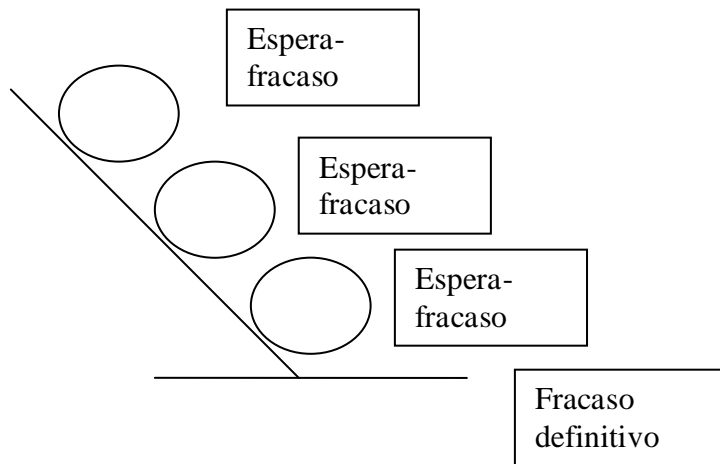 Espera-
fracaso
Espera-
fracaso
Espera-
fracaso
Fracaso
definitivo